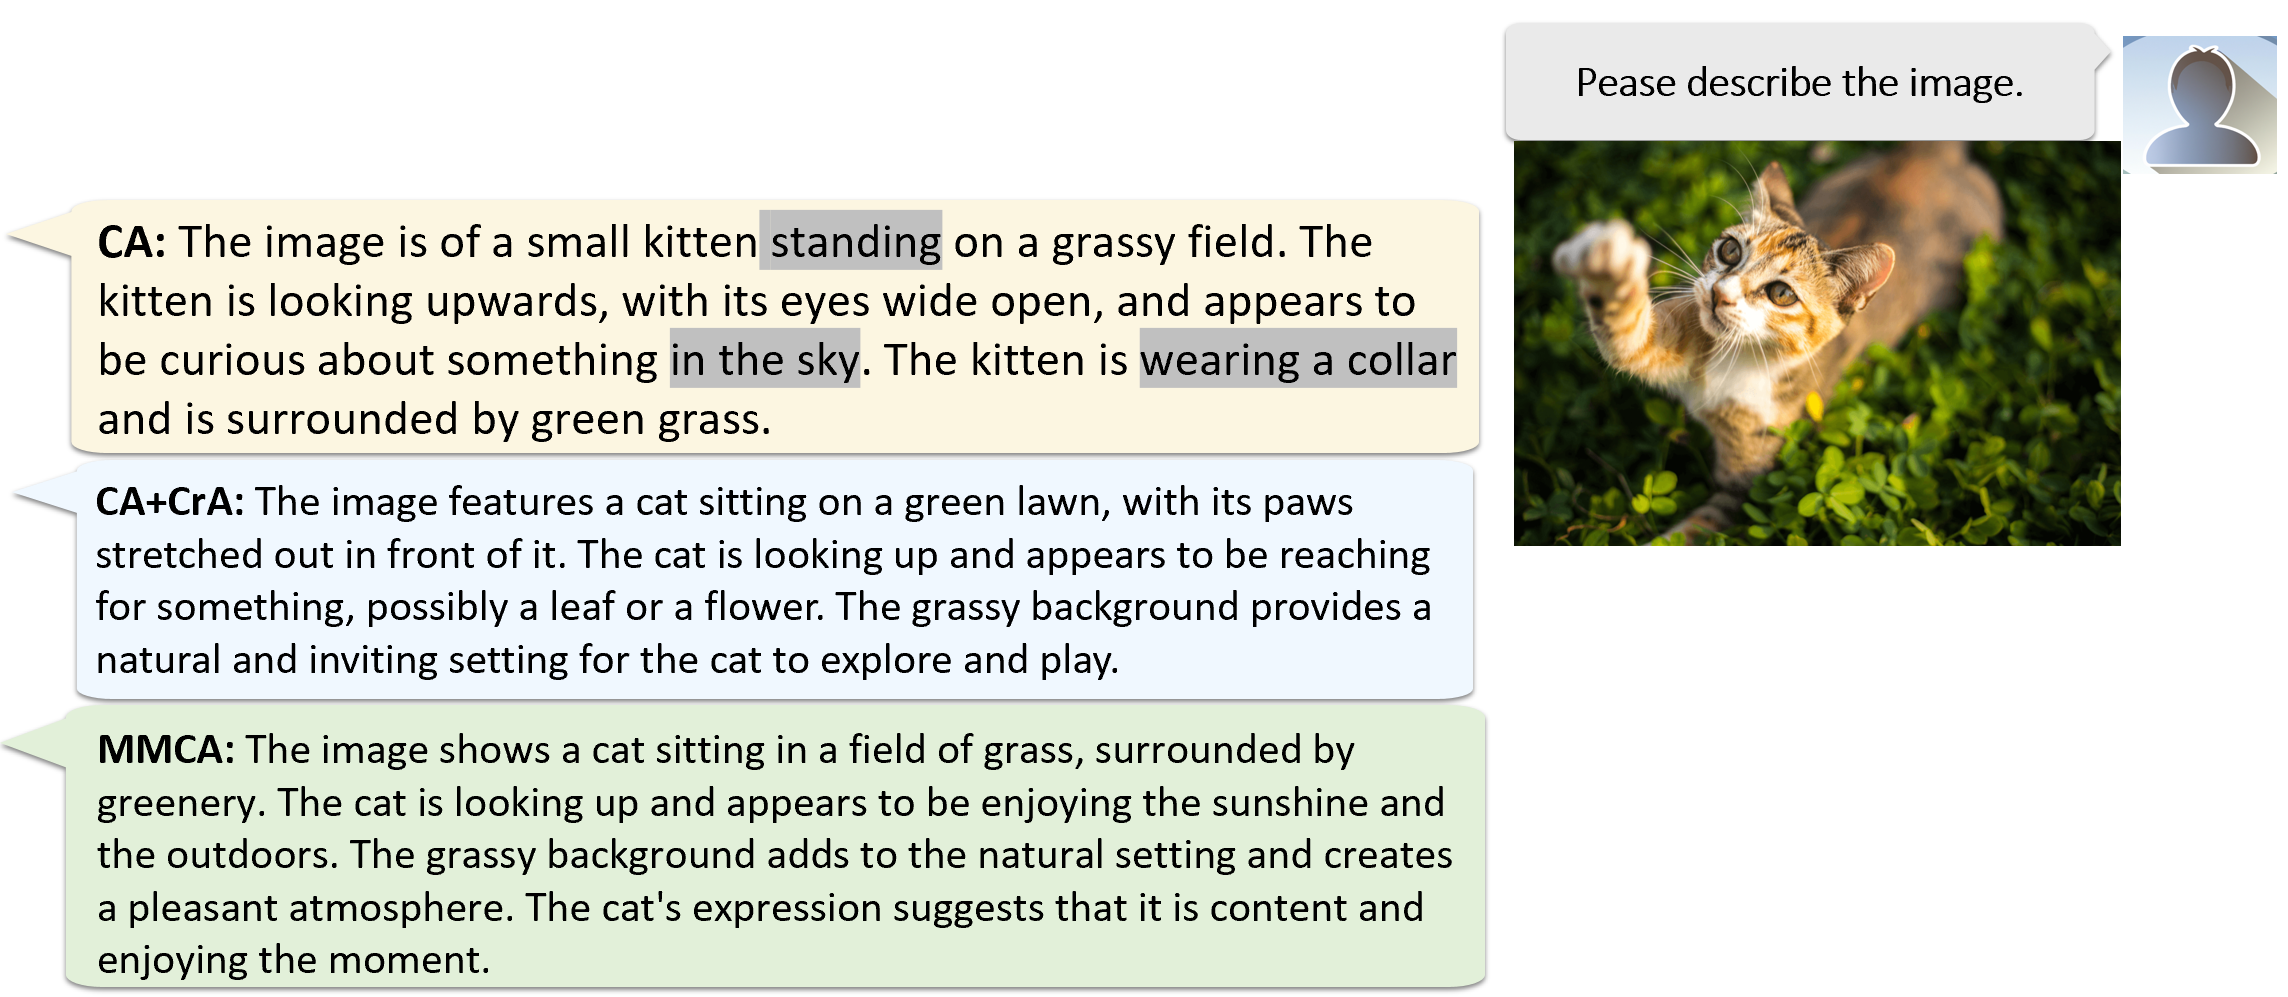 Pease describe the image.
CA: The image is of a small kitten standing on a grassy field. The
kitten is looking upwards, with its eyes wide open, and appears to
be curious about something in the sky. The kitten is wearing a collar
and is surrounded by green grass.
CA+CrA: The image features a cat sitting on a green lawn, with its paws
stretched out in front of it. The cat is looking up and appears to be reaching
for something, possibly a leaf or a flower. The grassy background provides a
natural and inviting setting for the cat to explore and play.
MMCA: The image shows a cat sitting in a field of grass, surrounded by
greenery. The cat is looking up and appears to be enjoying the sunshine and
the outdoors. The grassy background adds to the natural setting and creates
a pleasant atmosphere. The cat's expression suggests that it is content and
enjoying the moment.